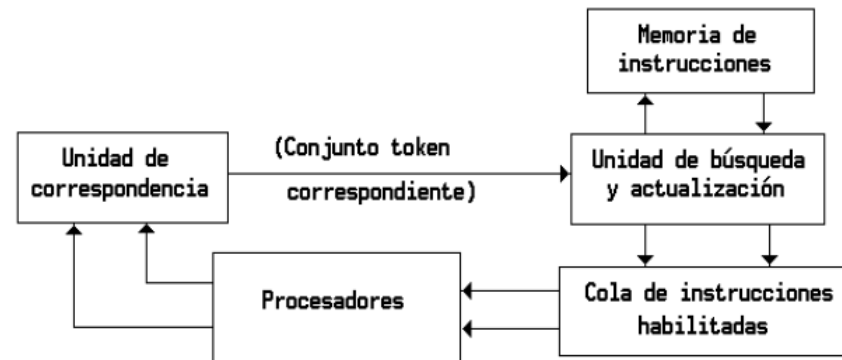 Memoria de
instrucciones
Unidad de
correspondencia
(Conjunto token
correspondiente)
Unidad de búsqueda
y actualización
Procesadores
Cola de instrucciones
habilitadas